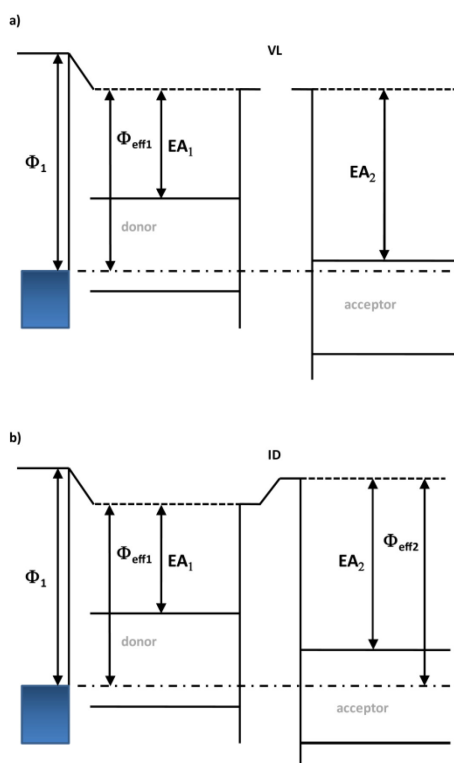 a)
VL
Φ₁
Φeff1
EA₁
EA₂
donor
acceptor
b)
ID
Φ₁
Φeff1
EA₁
EA₂
Φeff2
donor
acceptor